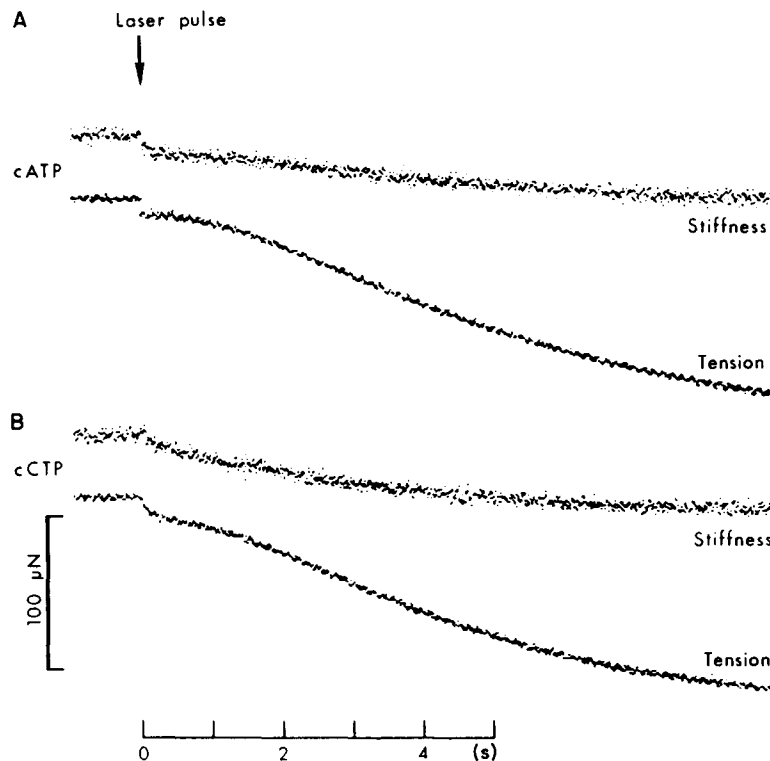 A
Laser pulse
cATP
Stiffness
Tension
B
cCTP
Stiffness
100 μN
Tension
0 2 4 (s)